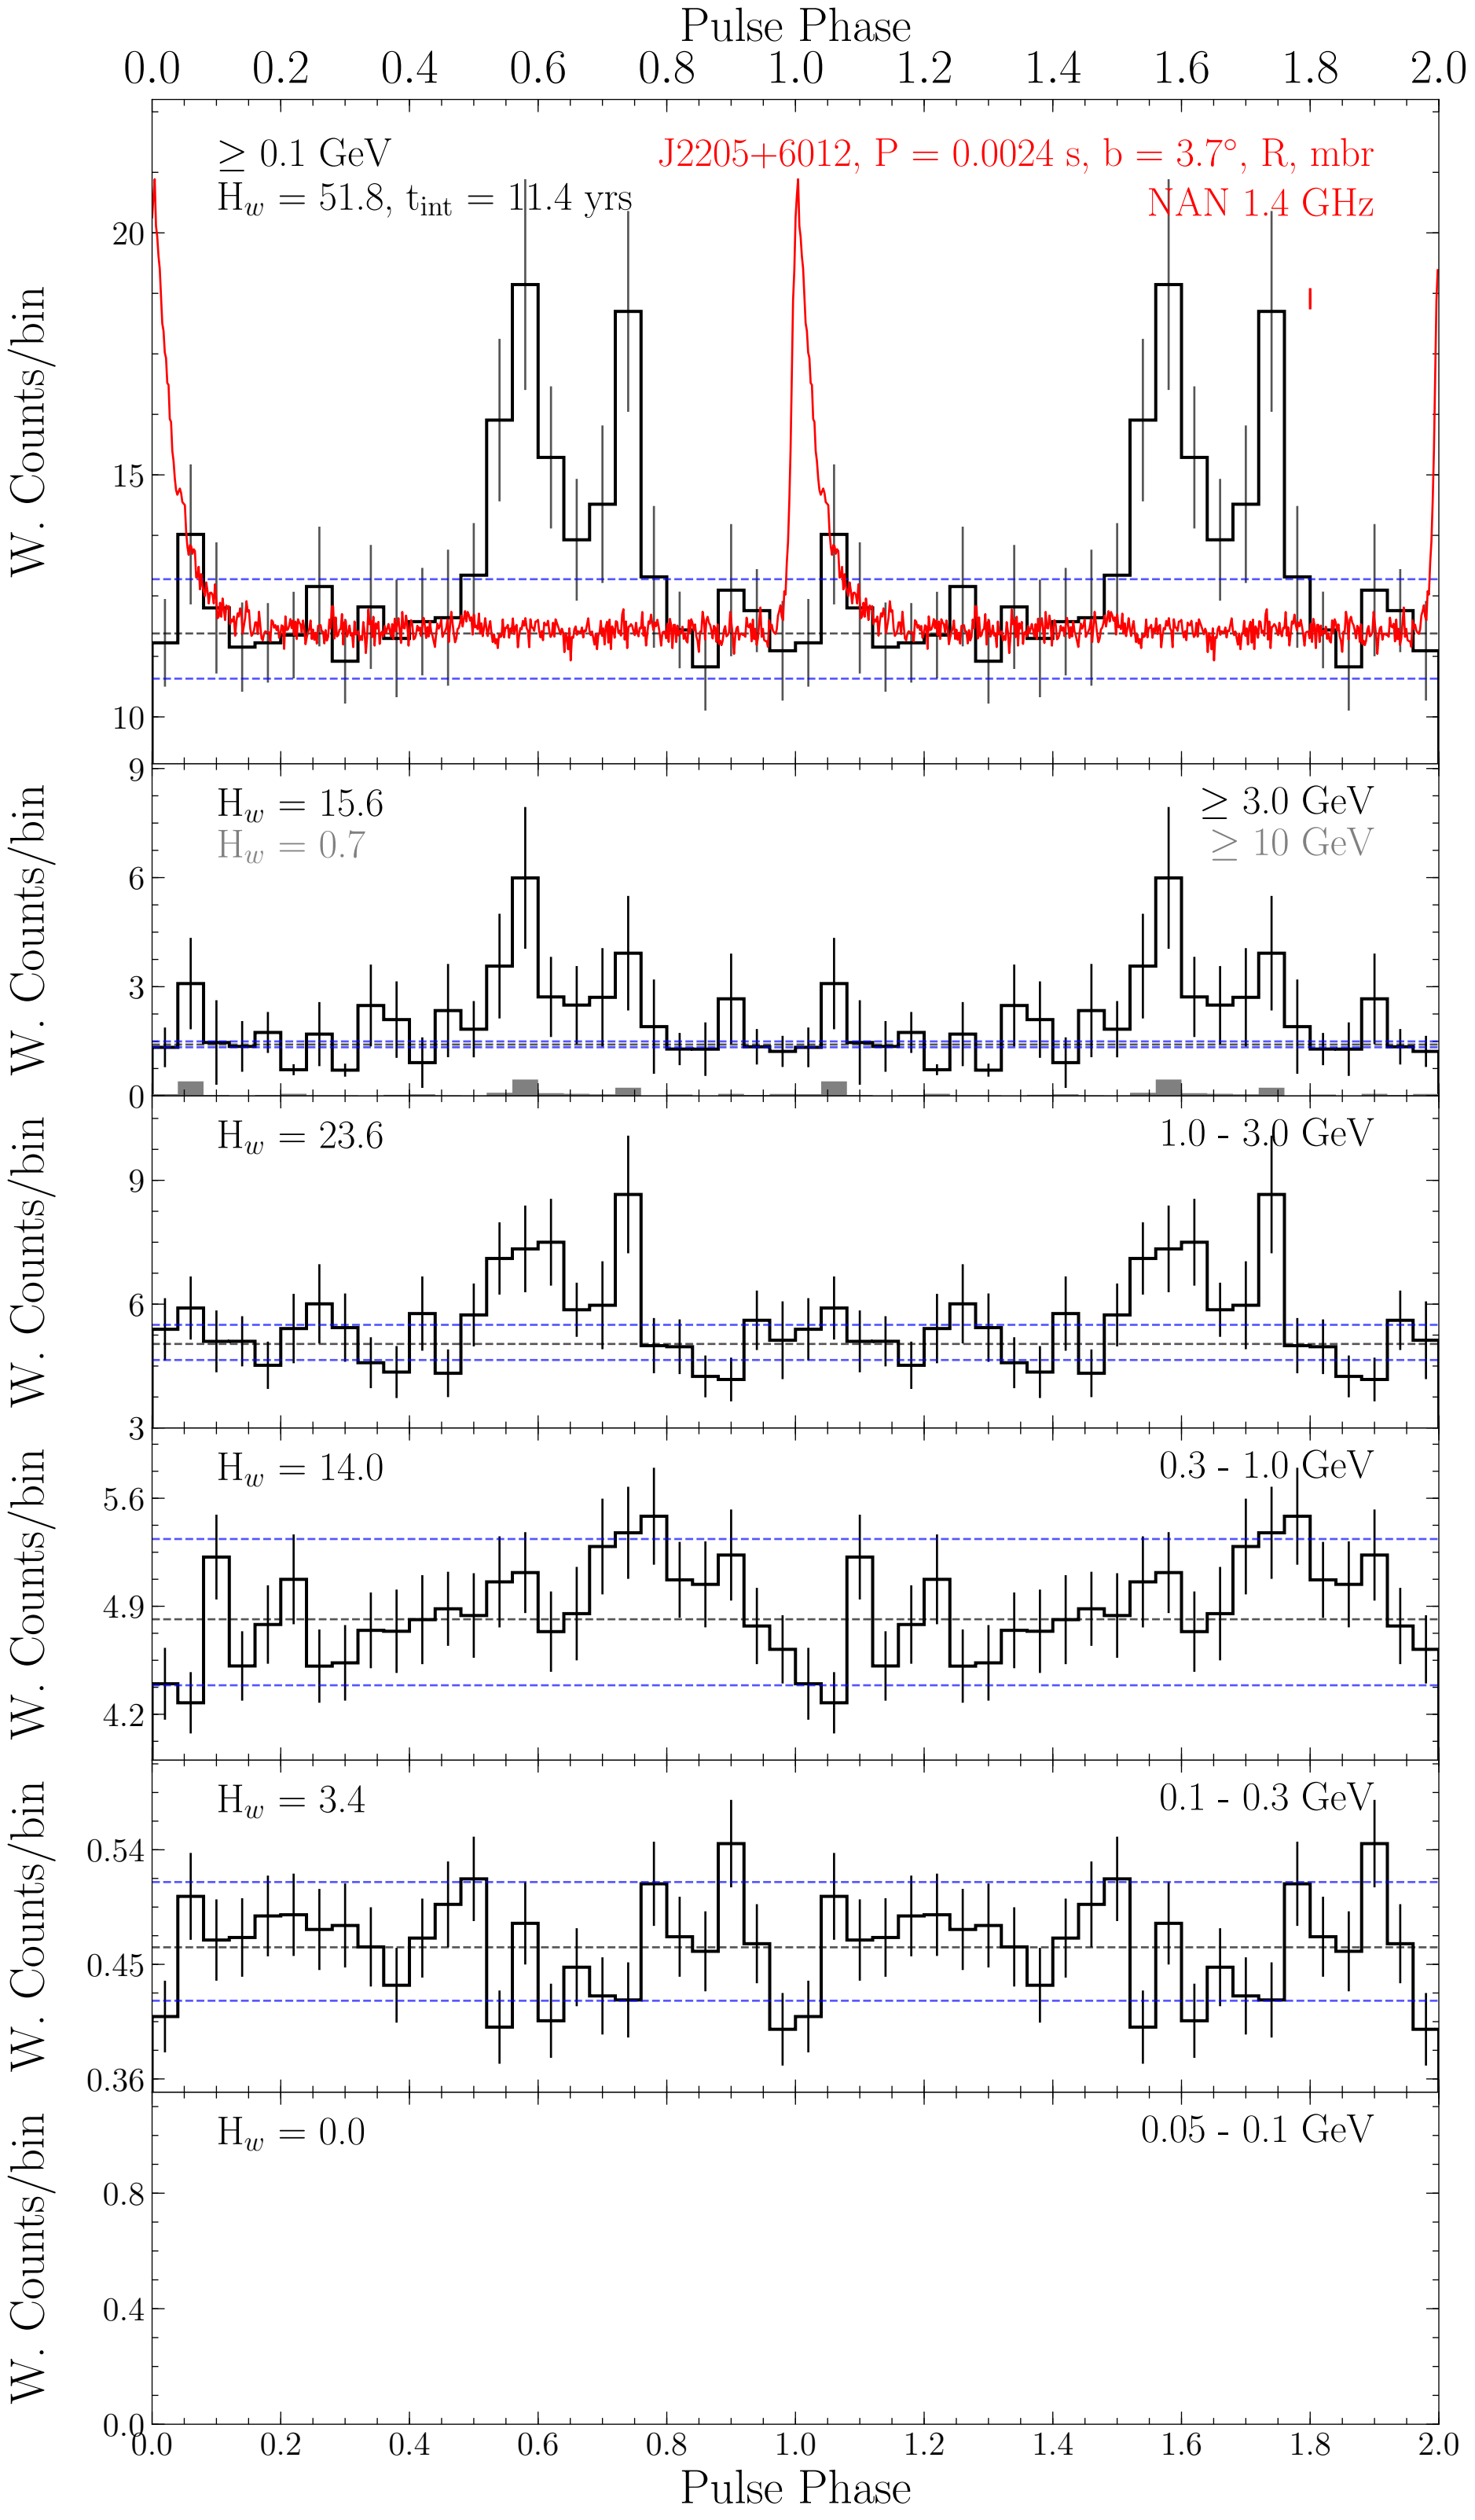 Pulse Phase
0.0 0.2 0.4 0.6 0.8 1.0 1.2 1.4 1.6 1.8 2.0
≥ 0.1 GeV
H_w = 51.8, t_int = 11.4 yrs
J2205+6012, P = 0.0024 s, b = 3.7°, R, mbr
NAN 1.4 GHz
W. Counts/bin
20
15
10
H_w = 15.6
H_w = 0.7
≥ 3.0 GeV
≥ 10 GeV
W. Counts/bin
9
6
3
0
H_w = 23.6
1.0 - 3.0 GeV
W. Counts/bin
9
6
3
H_w = 14.0
0.3 - 1.0 GeV
W. Counts/bin
5.6
4.9
4.2
H_w = 3.4
0.1 - 0.3 GeV
W. Counts/bin
0.54
0.45
0.36
H_w = 0.0
0.05 - 0.1 GeV
W. Counts/bin
0.8
0.4
0.0
0.0 0.2 0.4 0.6 0.8 1.0 1.2 1.4 1.6 1.8 2.0
Pulse Phase